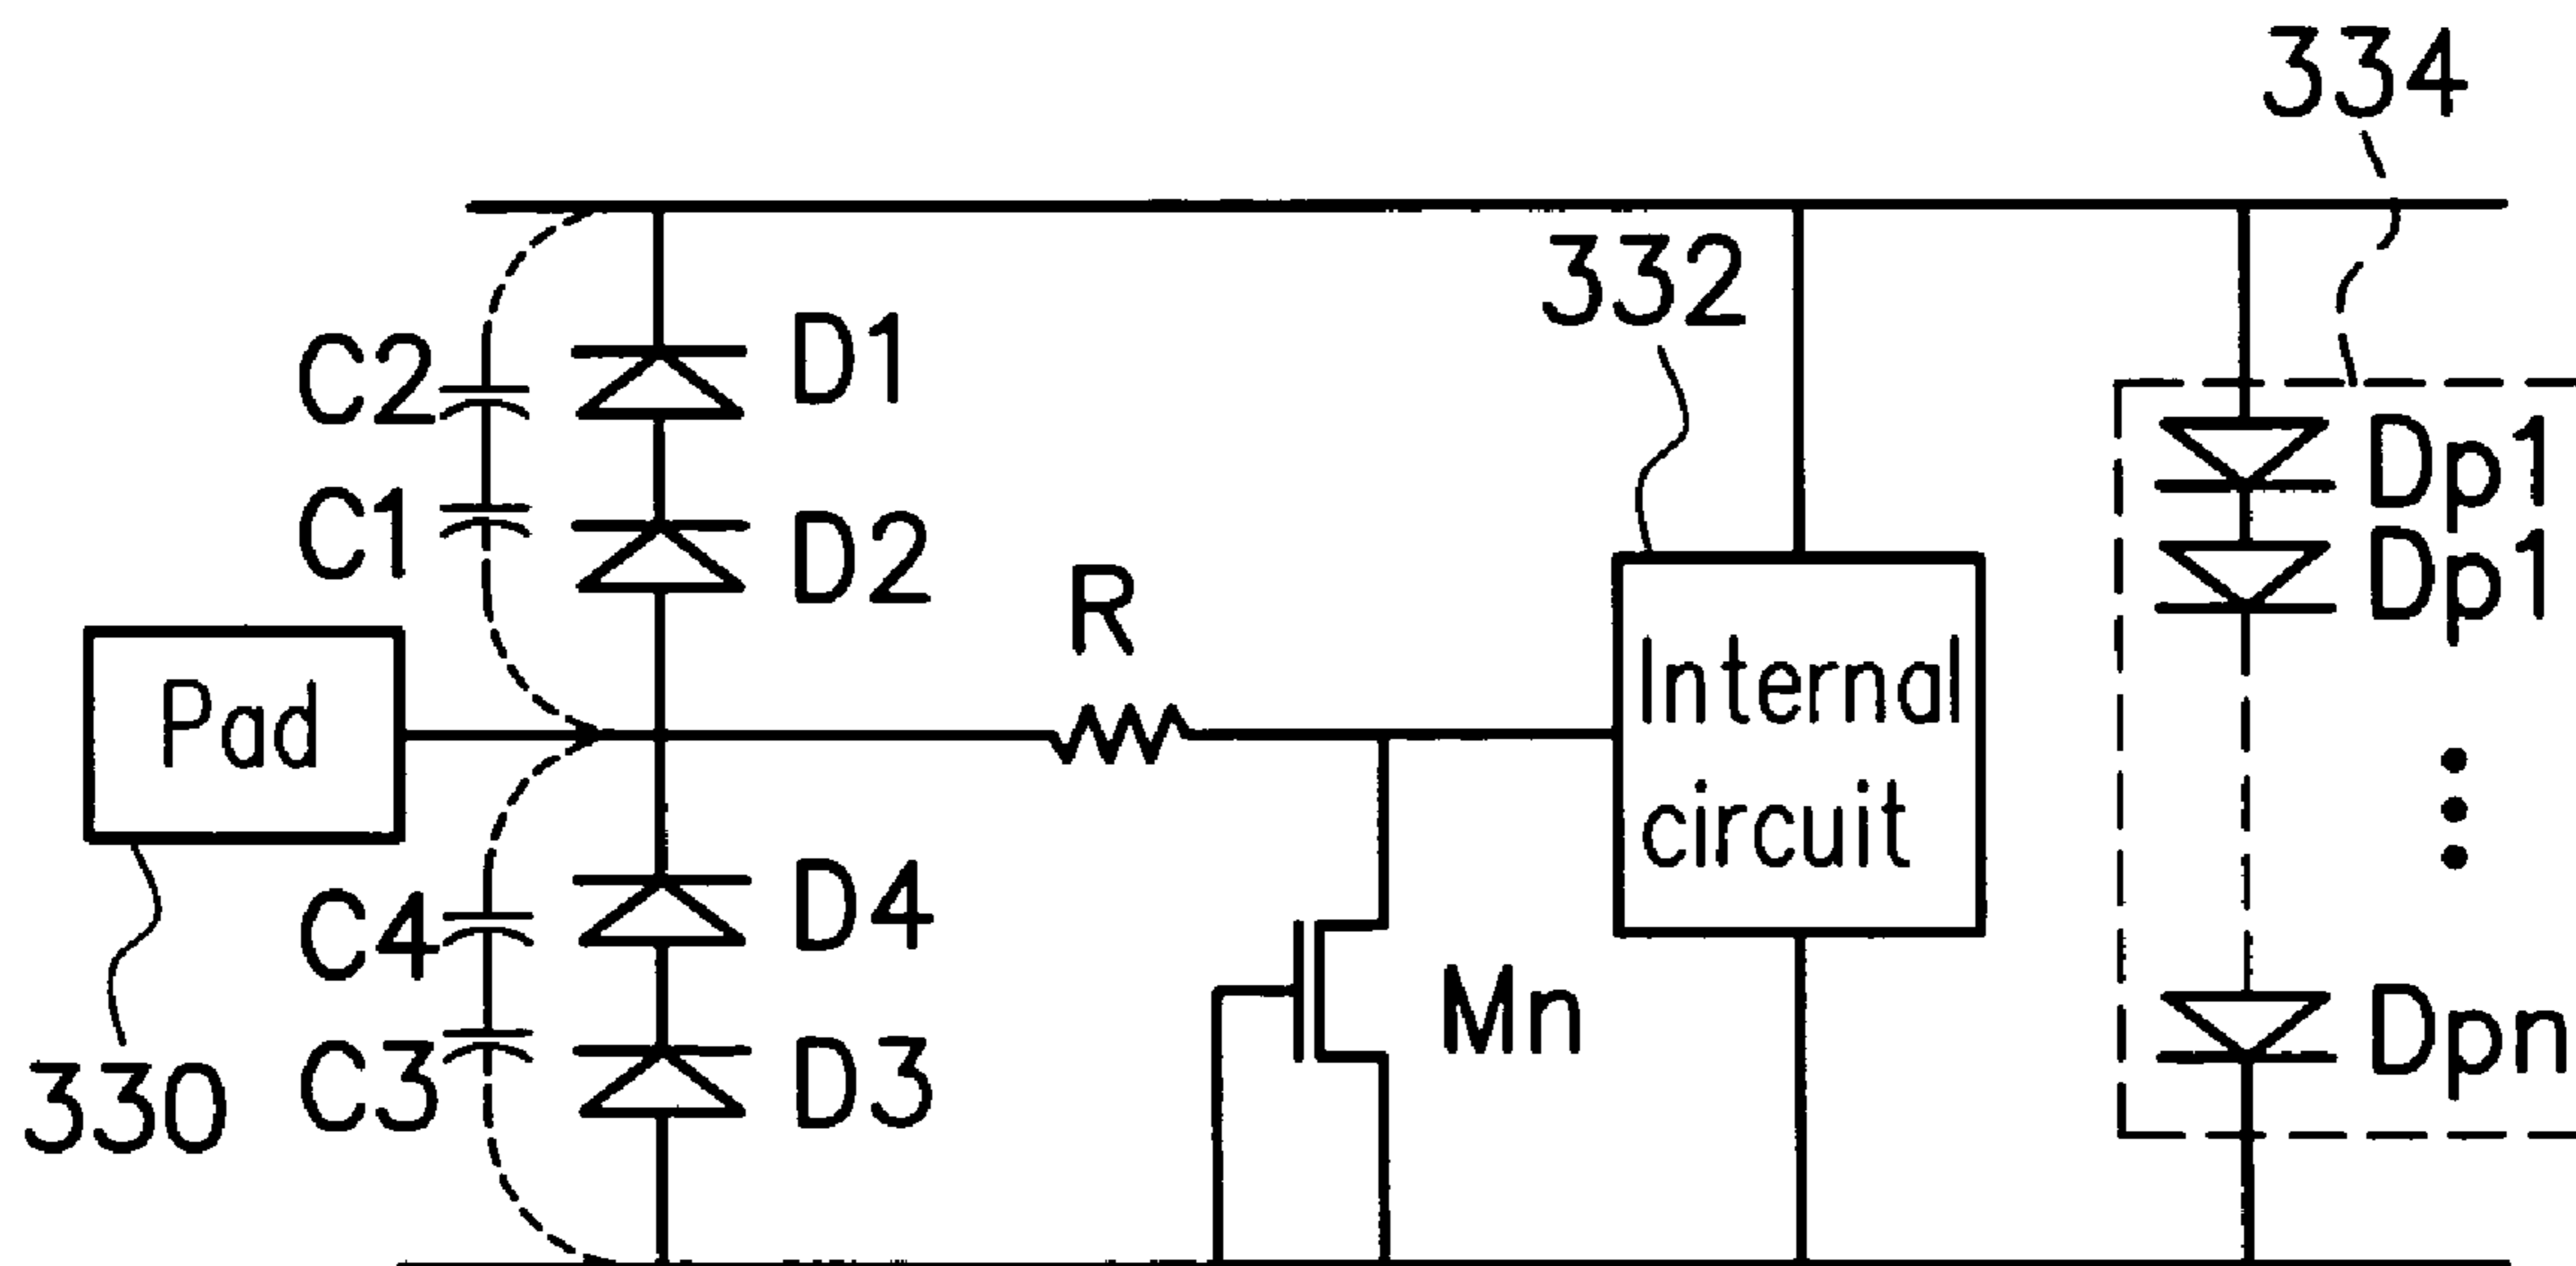 334
332
C2
D1
Dp1
C1
D2
Dp1
R
Pad
Internal
circuit
C4
D4
Mn
Dpn
C3
D3
330